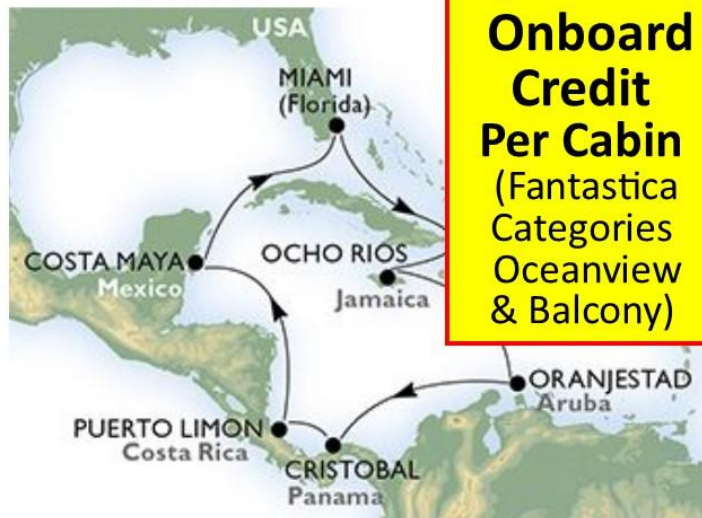 Onboard
Credit
Per Cabin
(Fantastica
Categories
Oceanview
& Balcony)
USA
MIAMI
(Florida)
COSTA MAYA
Mexico
OCHO RIOS
Jamaica
ORANJESTAD
Aruba
PUERTO LIMON
Costa Rica
CRISTOBAL
Panama